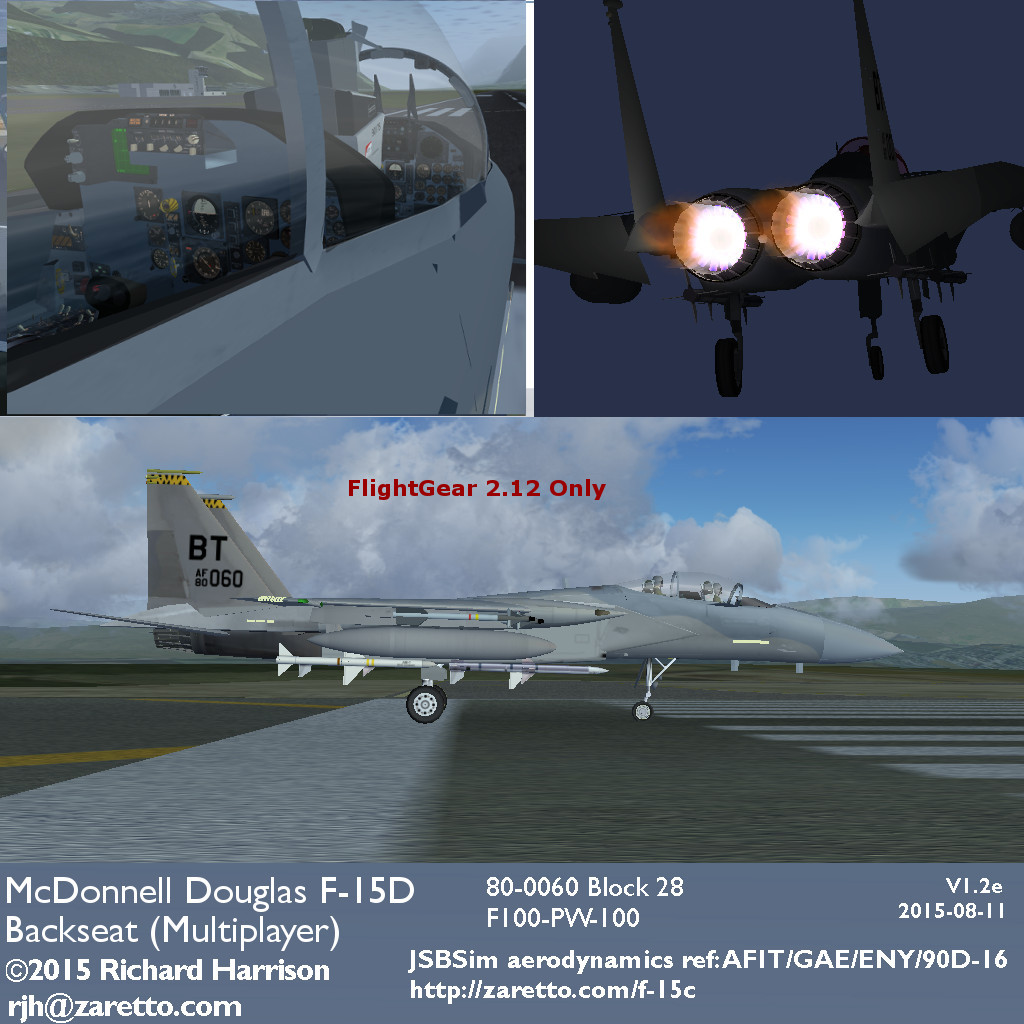 FlightGear 2.12 Only
BT
AF
80 060
McDonnell Douglas F-15D
Backseat (Multiplayer)
©2015 Richard Harrison
rjh@zaretto.com
80-0060 Block 28
F100-PW-100
V1.2e
2015-08-11
JSBSim aerodynamics ref:AFIT/GAE/ENY/90D-16
http://zaretto.com/f-15c